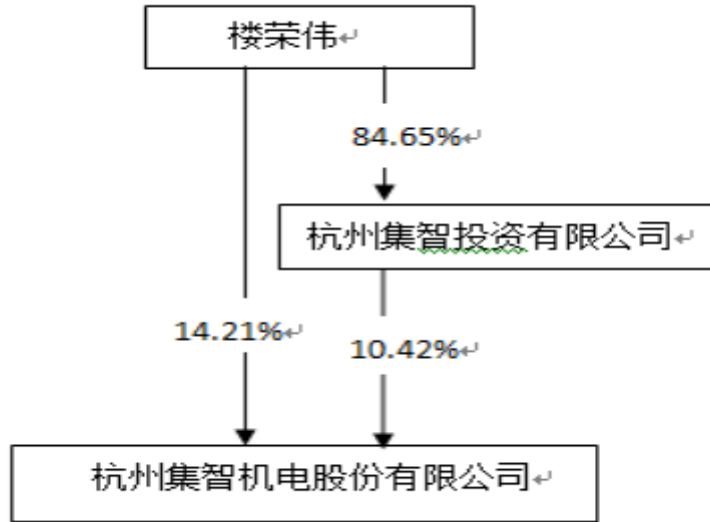 楼荣伟
84.65%
杭州集智投资有限公司
14.21%
10.42%
杭州集智机电股份有限公司